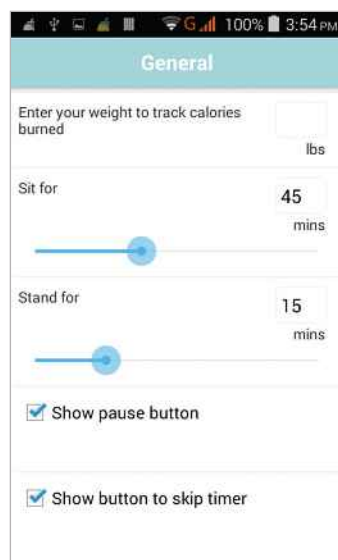 G 100% 3:54 PM
General
Enter your weight to track calories
burned
lbs
Sit for
45
mins
Stand for
15
mins
Show pause button
Show button to skip timer